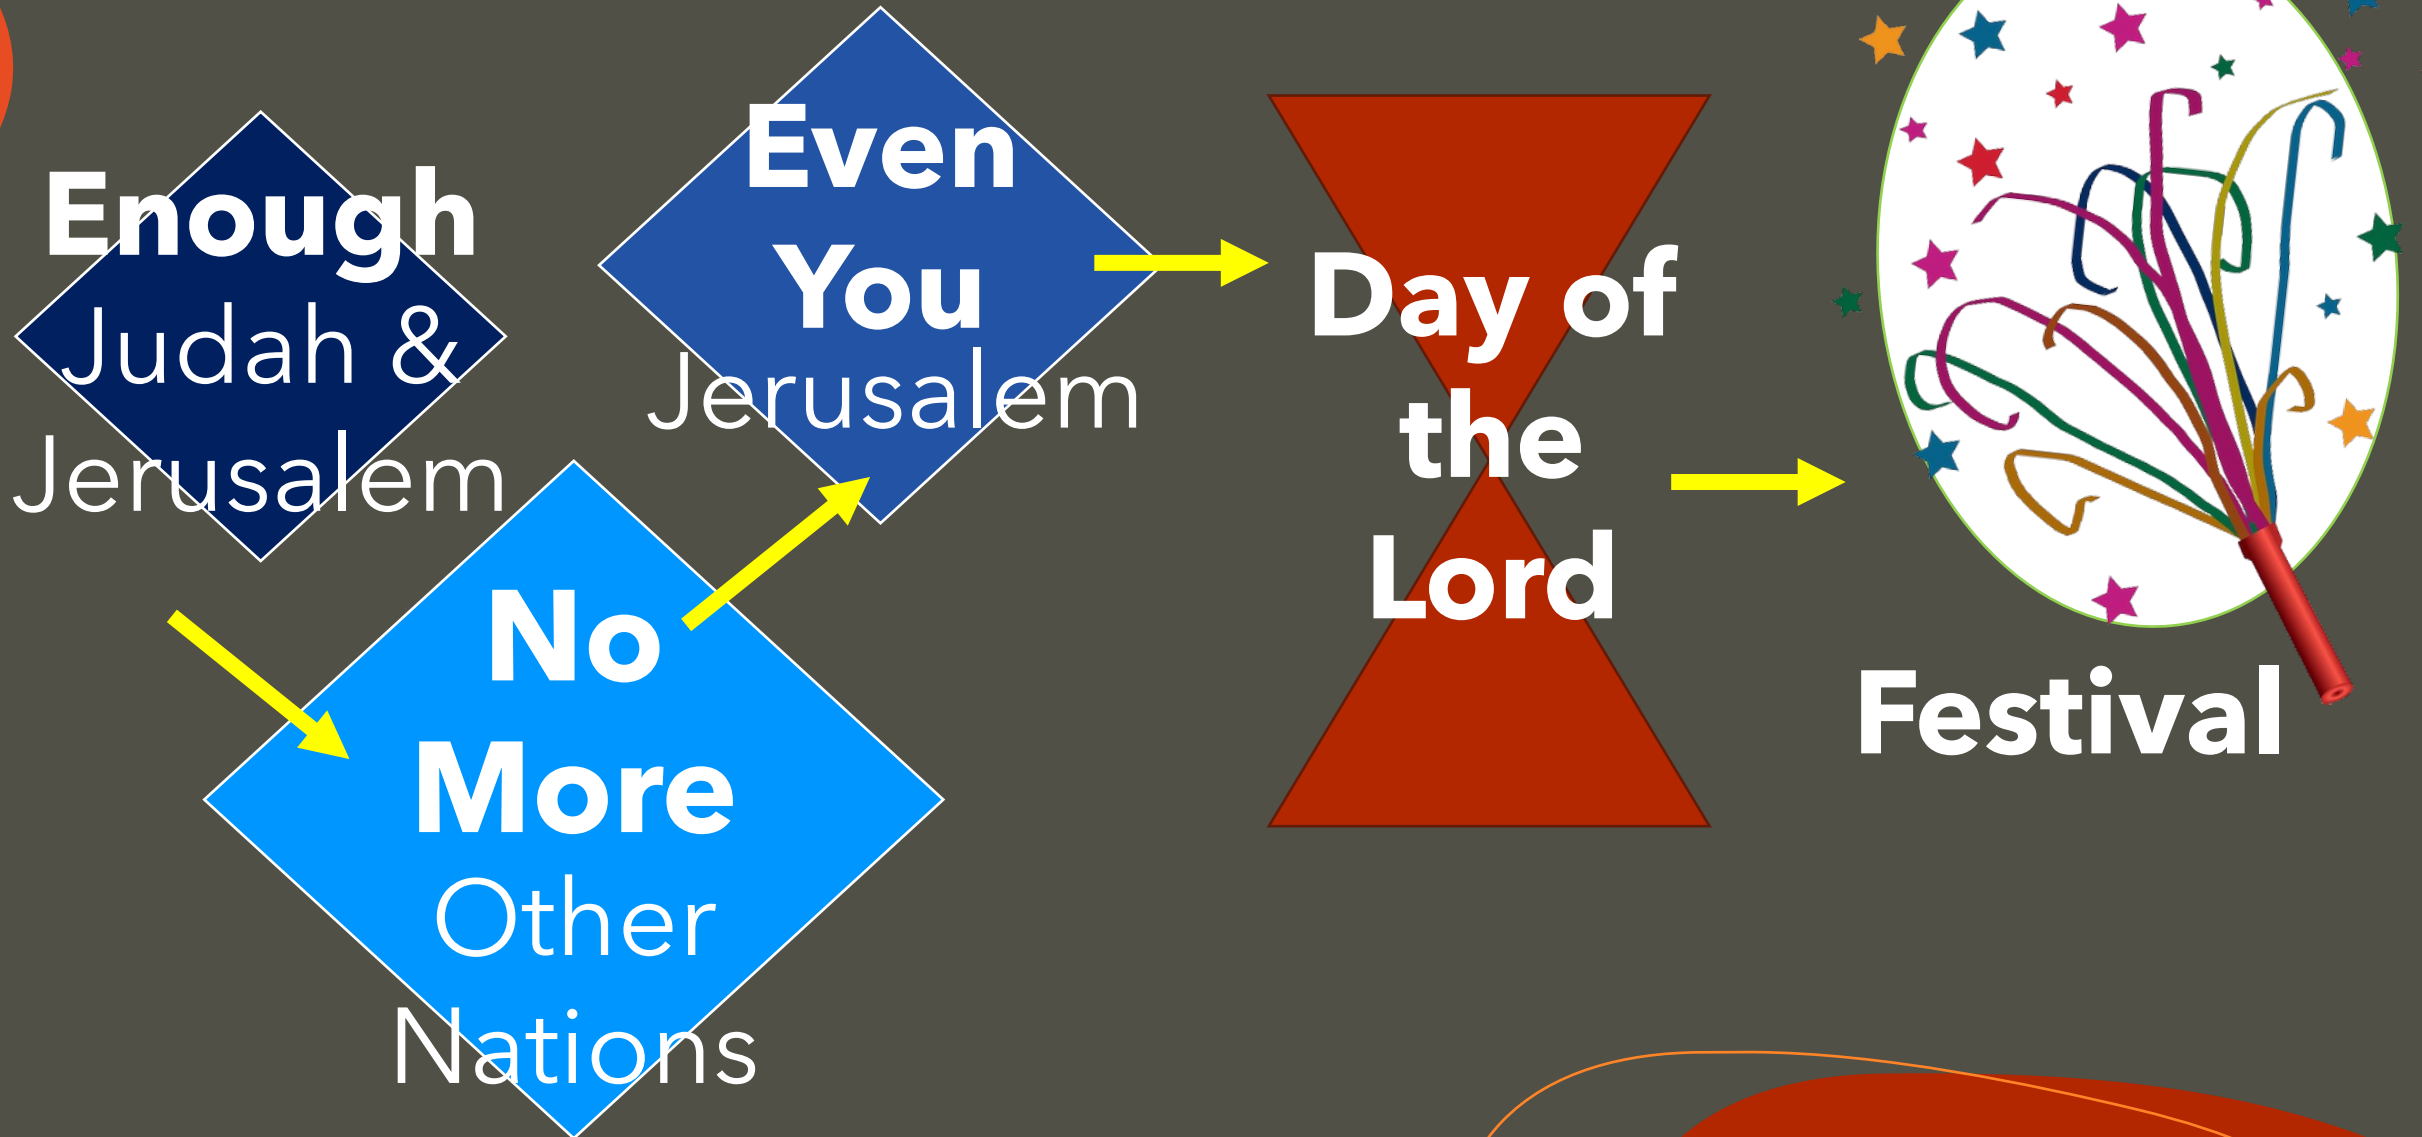 Enough
Judah &
Jerusalem
No
More
Other
Nations
Even
You
Jerusalem
Day of
the
Lord
Festival